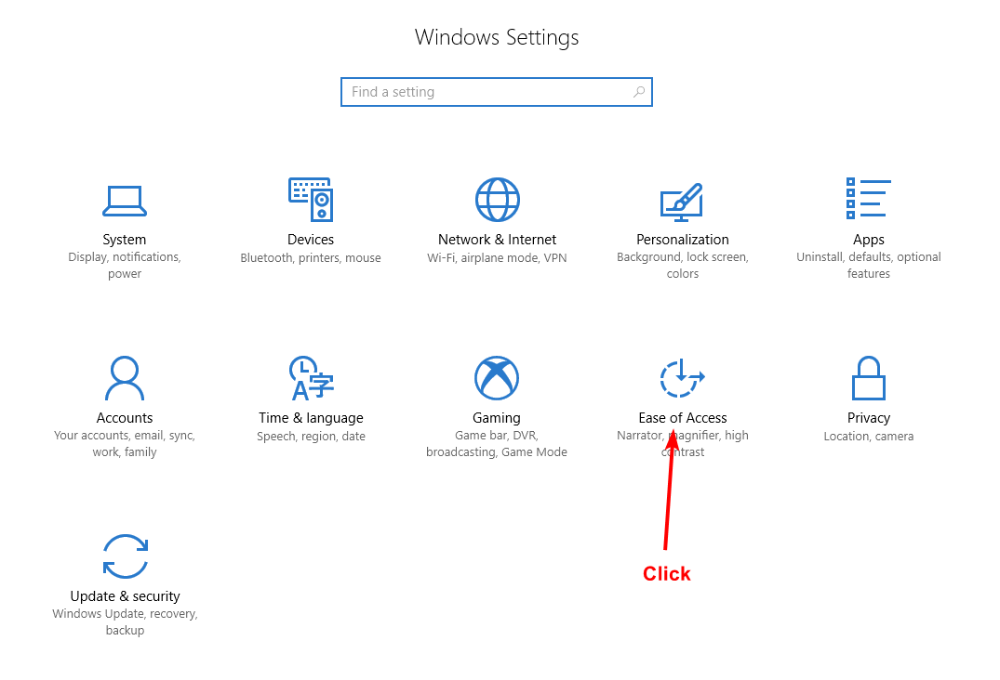 Windows Settings
Find a setting
System
Display, notifications,
power
Devices
Bluetooth, printers, mouse
Network & Internet
Wi-Fi, airplane mode, VPN
Personalization
Background, lock screen,
colors
Apps
Uninstall, defaults, optional
features
Accounts
Your accounts, email, sync,
work, family
A 字
Time & language
Speech, region, date
Gaming
Game bar, DVR,
broadcasting, Game Mode
Ease of Access
Narrator, magnifier, high
contrast
Privacy
Location, camera
Click
Update & security
Windows Update, recovery,
backup